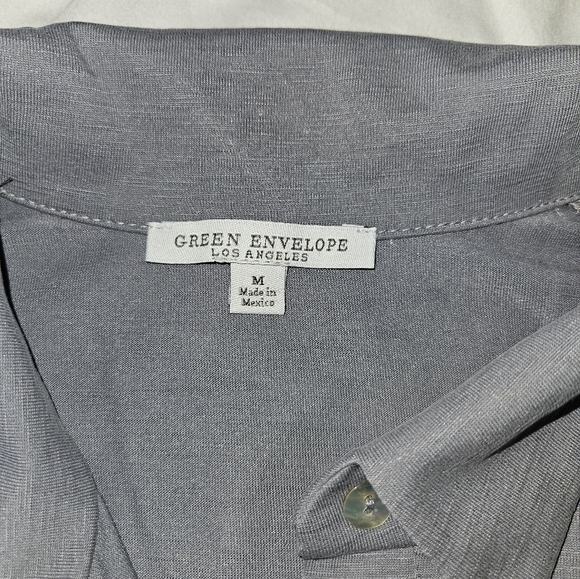 GREEN ENVELOPE
LOS ANGELES
M
Made in
Mexico